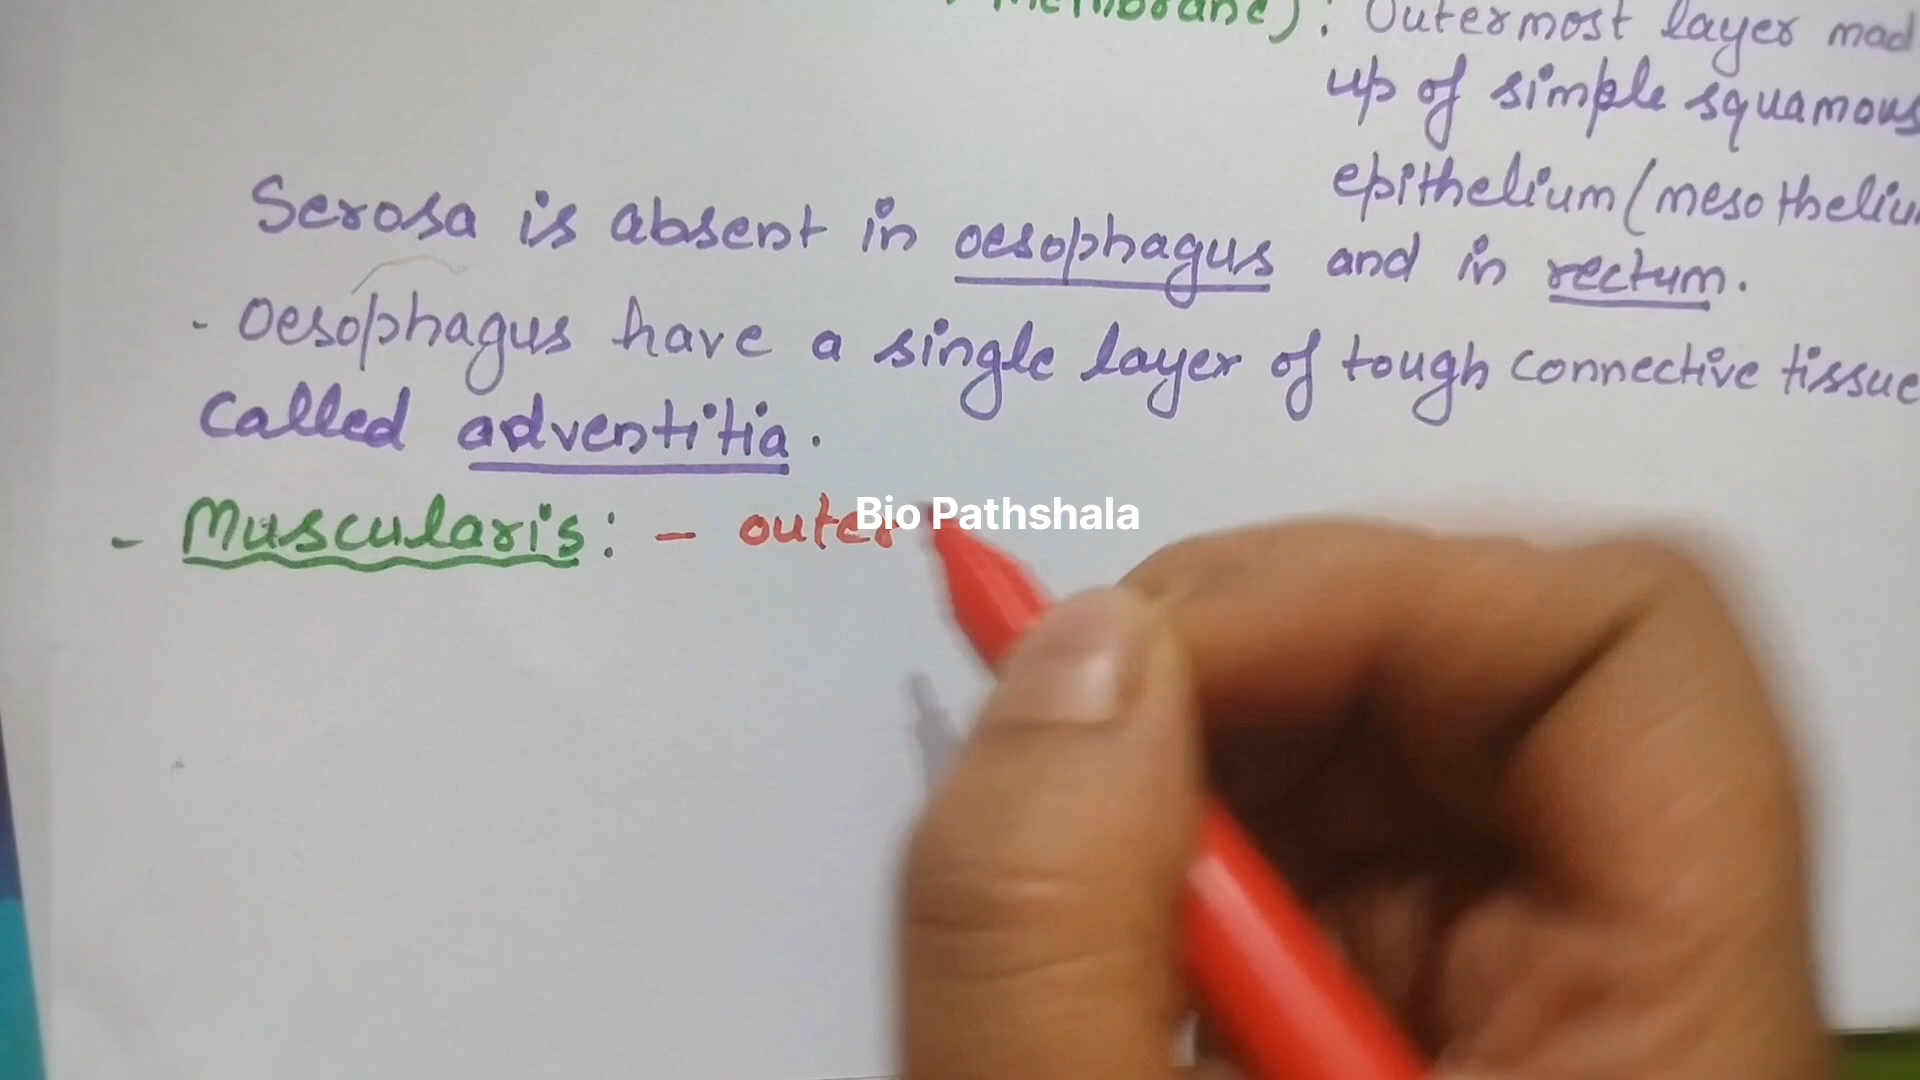 membrane) : Outermost layer mad
up of simple squamous
epithelium (mesothelium
Serosa is absent in oesophagus and in rectum.
- Oesophagus have a single layer of tough connective tissue
called adventitia.
- Muscularis : - outer
Bio Pathshala